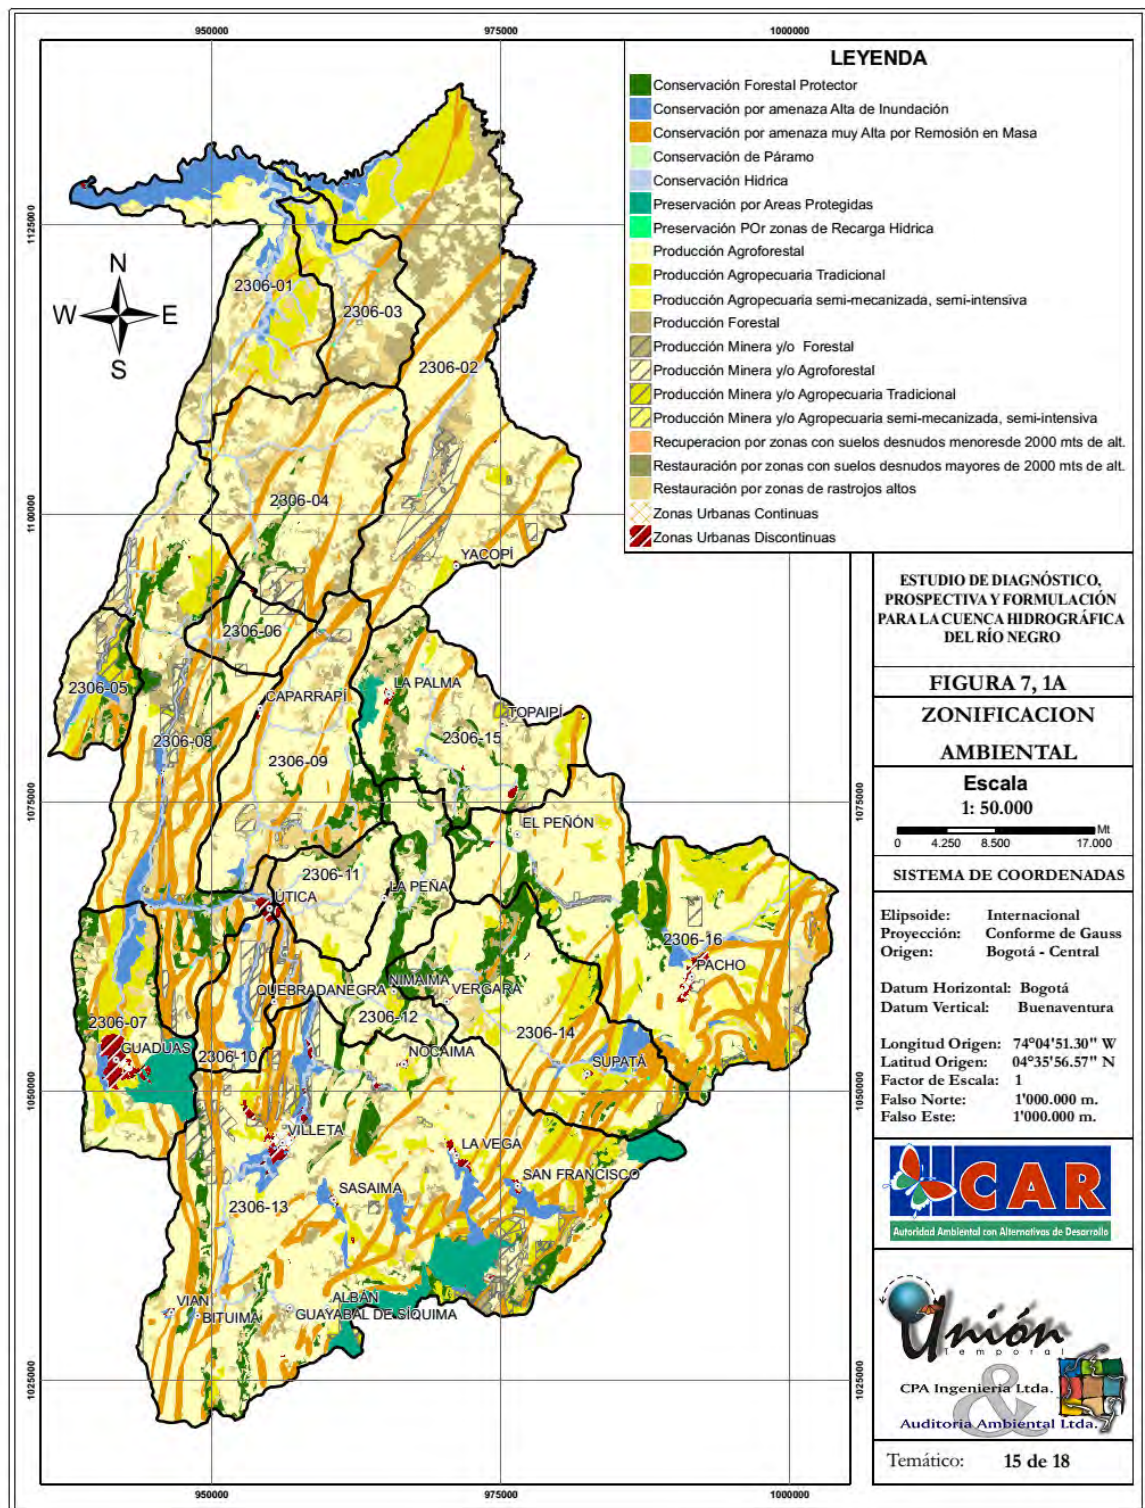 950000
975000
1000000
LEYENDA
Conservación Forestal Protector
Conservación por amenaza Alta de Inundación
Conservación por amenaza muy Alta por Remosión en Masa
Conservación de Páramo
Conservación Hidrica
Preservación por Areas Protegidas
Preservación POr zonas de Recarga Hídrica
Producción Agroforestal
Producción Agropecuaria Tradicional
Producción Agropecuaria semi-mecanizada, semi-intensiva
Producción Forestal
Producción Minera y/o Forestal
Producción Minera y/o Agroforestal
Producción Minera y/o Agropecuaria Tradicional
Producción Minera y/o Agropecuaria semi-mecanizada, semi-intensiva
Recuperacion por zonas con suelos desnudos menoresde 2000 mts de alt.
Restauración por zonas con suelos desnudos mayores de 2000 mts de alt.
Restauración por zonas de rastrojos altos
Zonas Urbanas Continuas
Zonas Urbanas Discontinuas
N
W E
S
1125000
1100000
1075000
1050000
1025000
2306-01
2306-03
2306-02
2306-04
YACOPÍ
2306-06
2306-05
CAPARRAPÍ
LA PALMA
TOPAIPÍ
2306-08
2306-15
2306-09
EL PEÑÓN
2306-11
LA PEÑA
ÚTICA
2306-16
PACHO
QUEBRADANEGRA
NIMAIMA
VERGARA
2306-07
2306-12
2306-14
GUADUAS
2306-10
NOCAIMA
SUPATÁ
VILLETA
LA VEGA
SAN FRANCISCO
SASAIMA
2306-13
VIANI
BITUIMA
ALBÁN
GUAYABAL DE SÍQUIMA
1075000
1050000
1025000
950000
975000
1000000
ESTUDIO DE DIAGNÓSTICO,
PROSPECTIVA Y FORMULACIÓN
PARA LA CUENCA HIDROGRÁFICA
DEL RÍO NEGRO
FIGURA 7, 1A
ZONIFICACION
AMBIENTAL
Escala
1: 50.000
Mt
0 4.250 8.500 17.000
SISTEMA DE COORDENADAS
Elipsoide: Internacional
Proyección: Conforme de Gauss
Origen: Bogotá - Central
Datum Horizontal: Bogotá
Datum Vertical: Buenaventura
Longitud Origen: 74°04'51.30" W
Latitud Origen: 04°35'56.57" N
Factor de Escala: 1
Falso Norte: 1'000.000 m.
Falso Este: 1'000.000 m.
CAR
Autoridad Ambiental con Alternativas de Desarrollo
Unión
Temporal
CPA Ingenieria Ltda.
&
Auditoria Ambiental Ltda.
Temático: 15 de 18